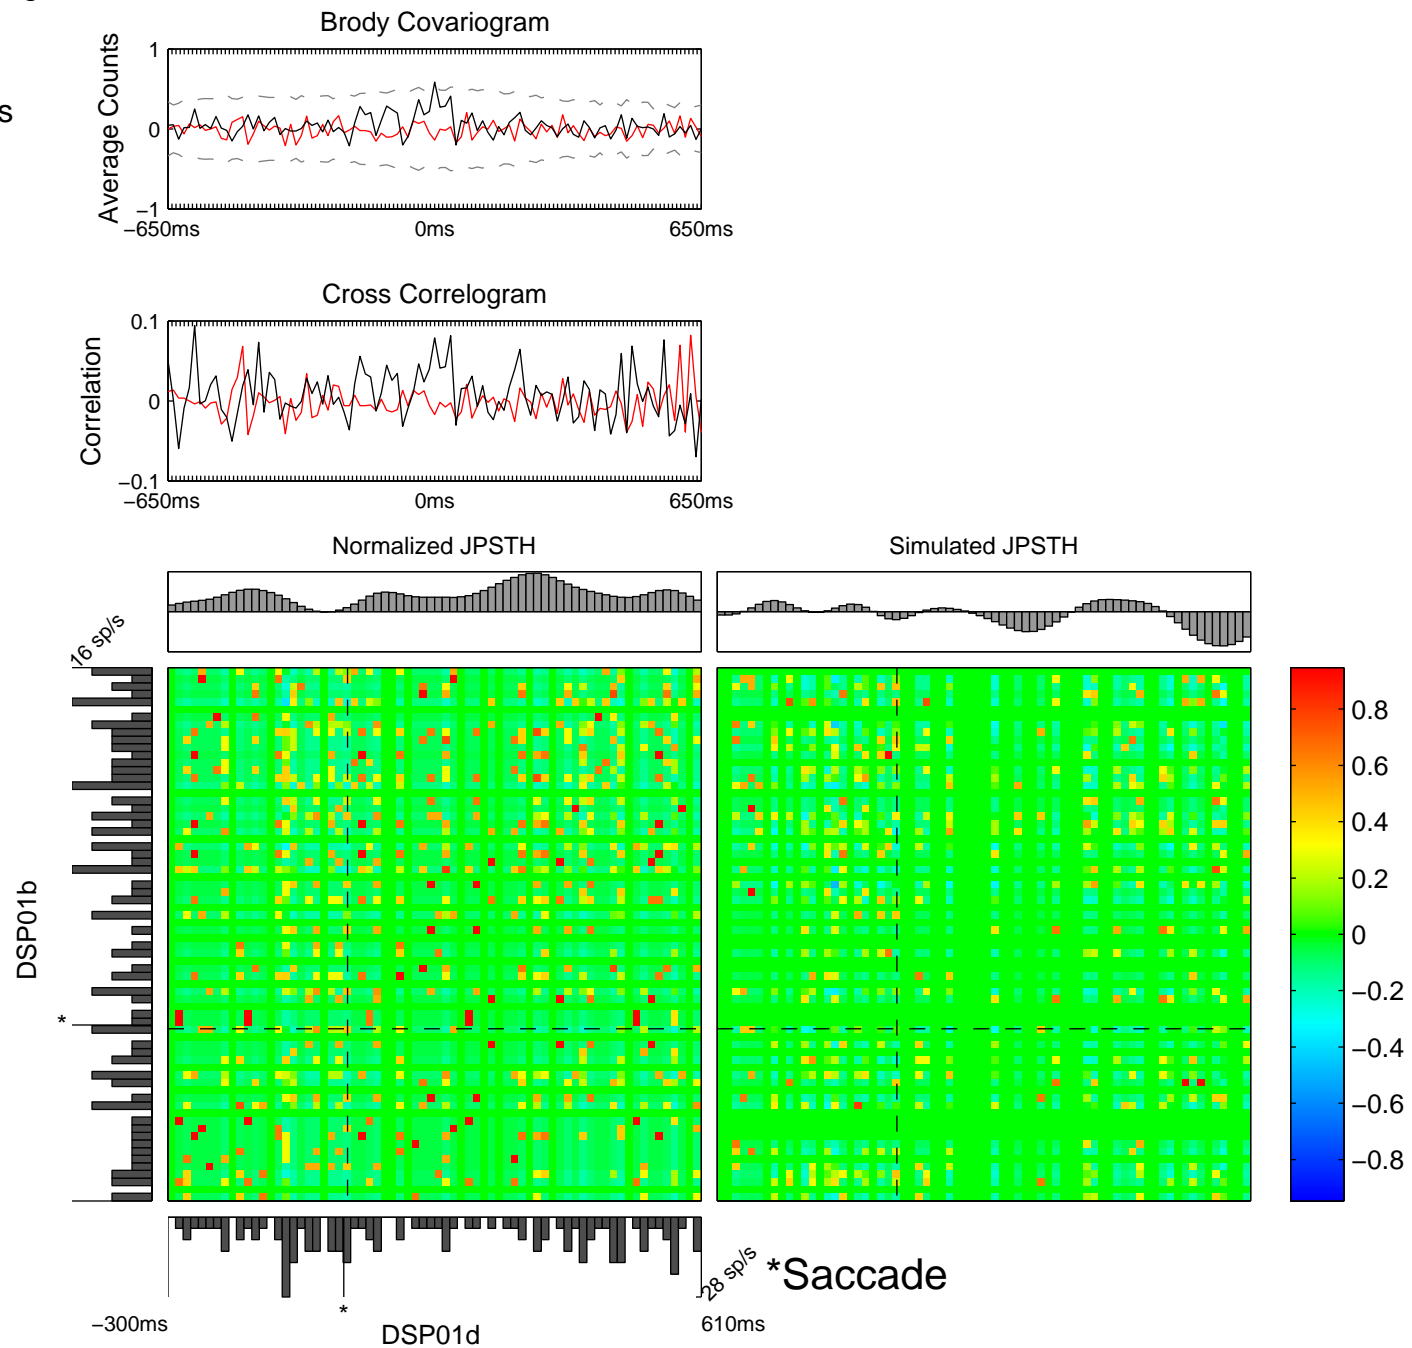 Brody Covariogram
Average Counts
1
0
−1
s
−650ms
0ms
650ms
Cross Correlogram
Correlation
0.1
0
−0.1
−650ms
0ms
650ms
Normalized JPSTH
Simulated JPSTH
16 sp/s
DSP01b
*
0.8
0.6
0.4
0.2
0
−0.2
−0.4
−0.6
−0.8
28 sp/s
*Saccade
*
−300ms
DSP01d
610ms